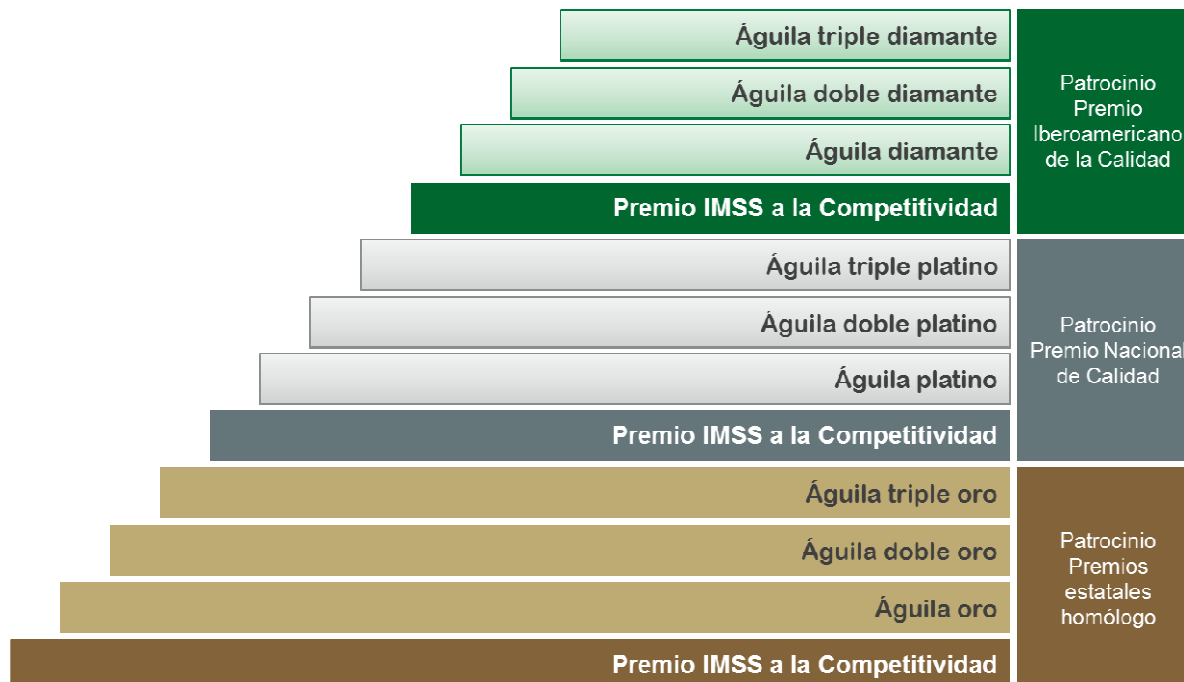 Águila triple diamante
Águila doble diamante
Águila diamante
Premio IMSS a la Competitividad
Patrocinio
Premio
Iberoamericano
de la Calidad
Águila triple platino
Águila doble platino
Águila platino
Premio IMSS a la Competitividad
Patrocinio
Premio Nacional
de Calidad
Águila triple oro
Águila doble oro
Águila oro
Premio IMSS a la Competitividad
Patrocinio
Premios
estatales
homólogo